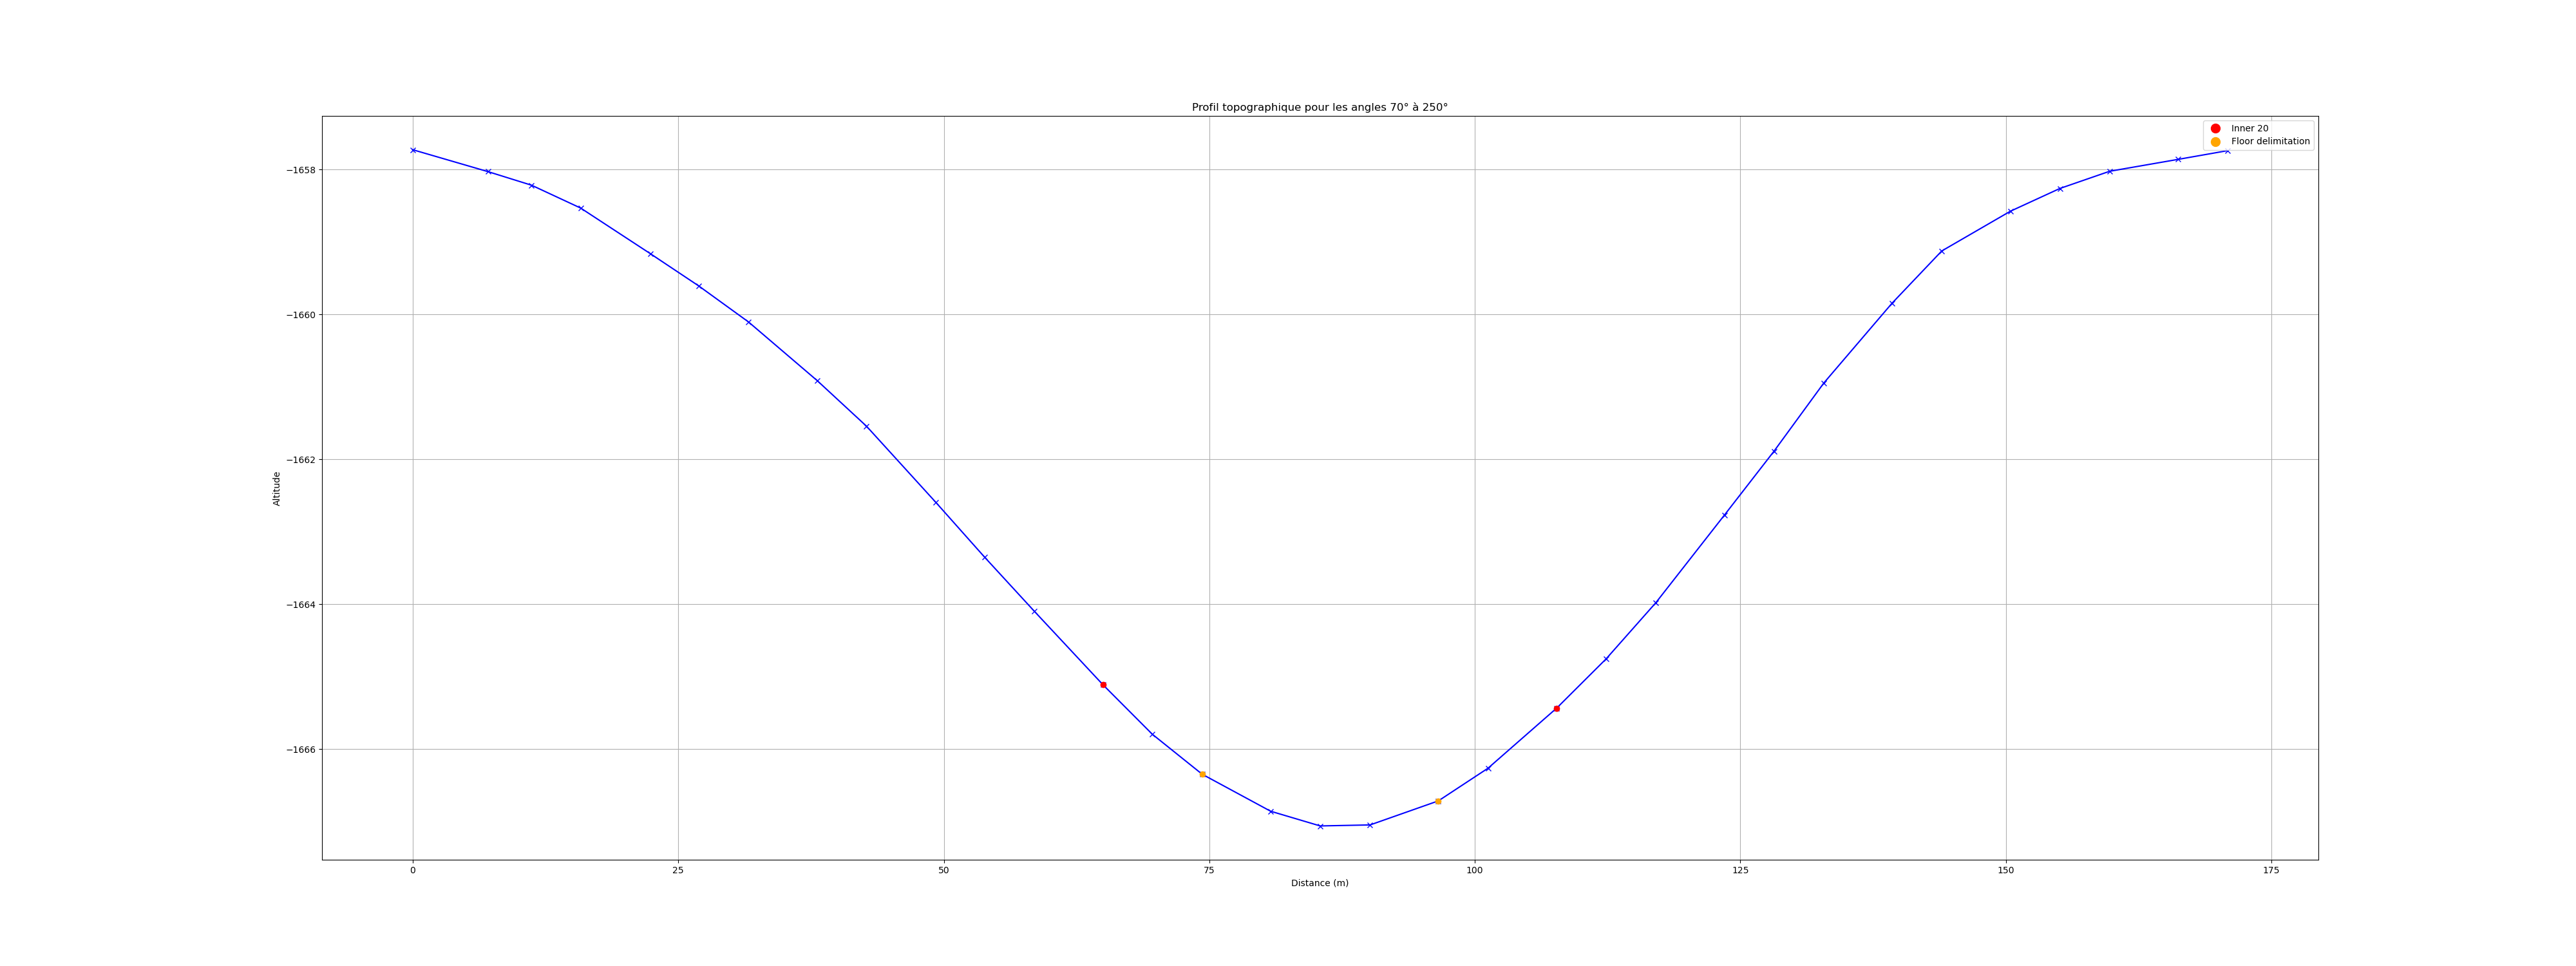 Profil topographique pour les angles 70° à 250°
Inner 20
Floor delimitation
−1658
−1660
−1662
−1664
−1666
Altitude
0 25 50 75 100 125 150 175
Distance (m)